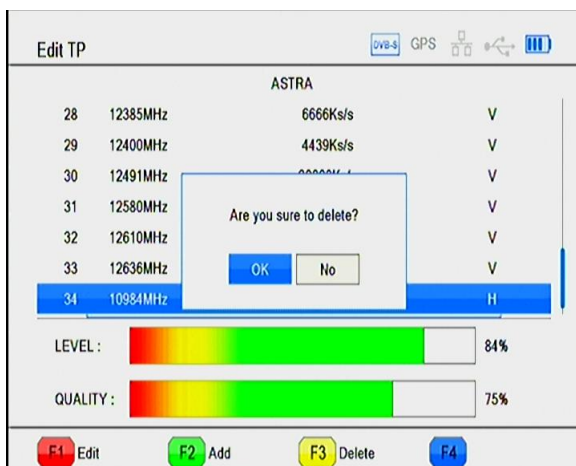 Edit TP DVB-S GPS
ASTRA
28 12385MHz 6666Ks/s V
29 12400MHz 4439Ks/s V
30 12491MHz V
31 12580MHz V
32 12610MHz V
33 12636MHz V
34 10984MHz H
Are you sure to delete?
OK No
LEVEL : 84%
QUALITY : 75%
F1 Edit F2 Add F3 Delete F4